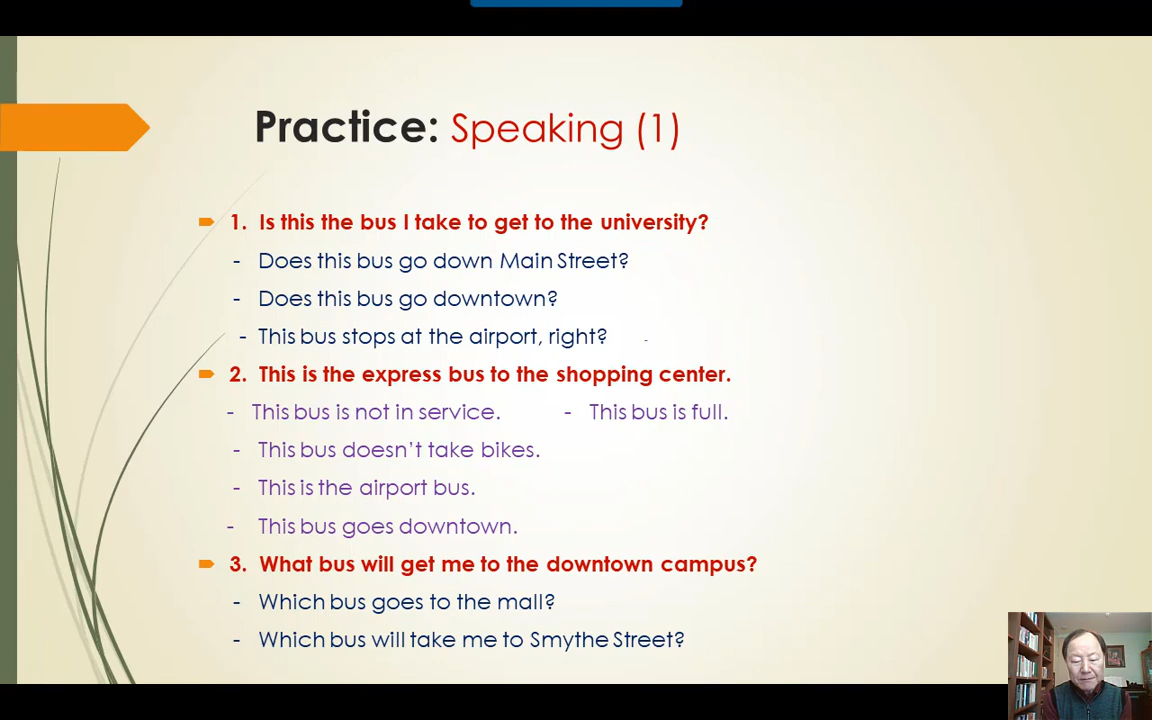 Practice: Speaking (1)
1. Is this the bus I take to get to the university?
- Does this bus go down Main Street?
- Does this bus go downtown?
- This bus stops at the airport, right?
2. This is the express bus to the shopping center.
- This bus is not in service. - This bus is full.
- This bus doesn’t take bikes.
- This is the airport bus.
- This bus goes downtown.
3. What bus will get me to the downtown campus?
- Which bus goes to the mall?
- Which bus will take me to Smythe Street?